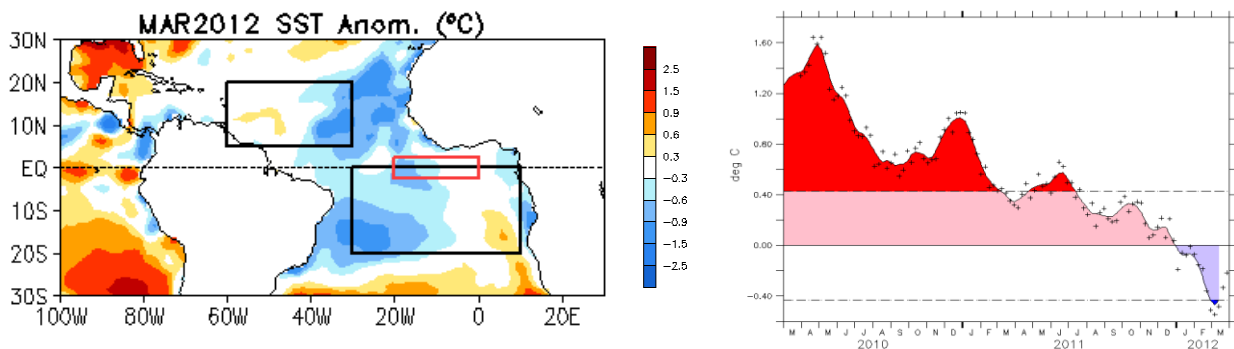 MAR2012 SST Anom. (°C)
30N
20N
10N
EQ
10S
20S
30S
100W 80W 60W 40W 20W 0 20E
2.5
1.5
0.9
0.6
0.3
−0.3
−0.6
−0.9
−1.5
−2.5
deg C
1.60
1.20
0.80
0.40
0.00
−0.40
M A M J J A S O N D J F M A M J J A S O N D J F M
2010 2011 2012